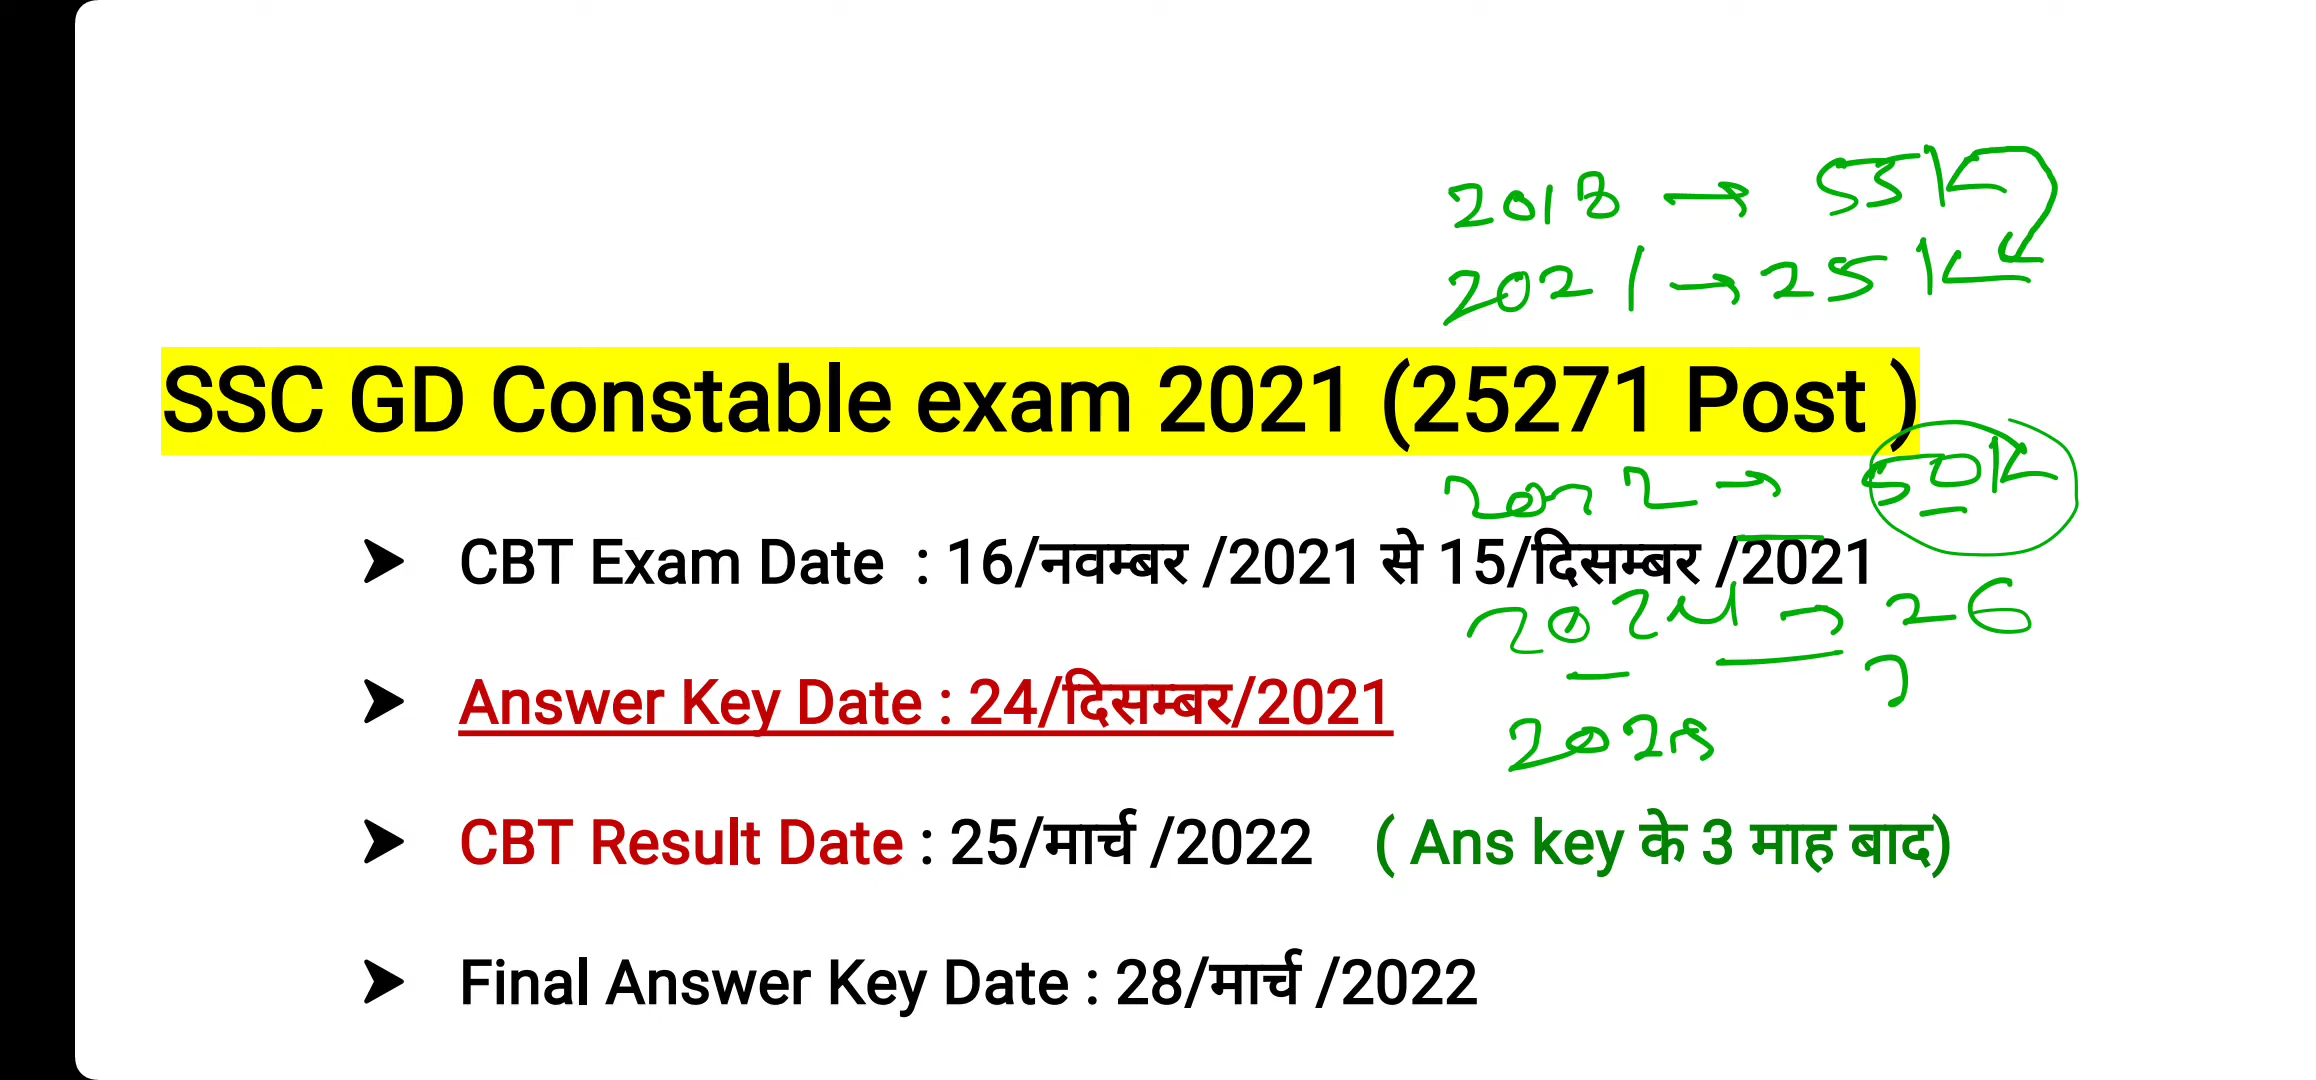 2018 → 55K
2021 → 25K
SSC GD Constable exam 2021 (25271 Post )
2022 → 50K
➤ CBT Exam Date : 16/नवम्बर /2021 से 15/दिसम्बर /2021
2024 → 26
➤ Answer Key Date : 24/दिसम्बर/2021
2025
➤ CBT Result Date : 25/मार्च /2022 ( Ans key के 3 माह बाद)
➤ Final Answer Key Date : 28/मार्च /2022